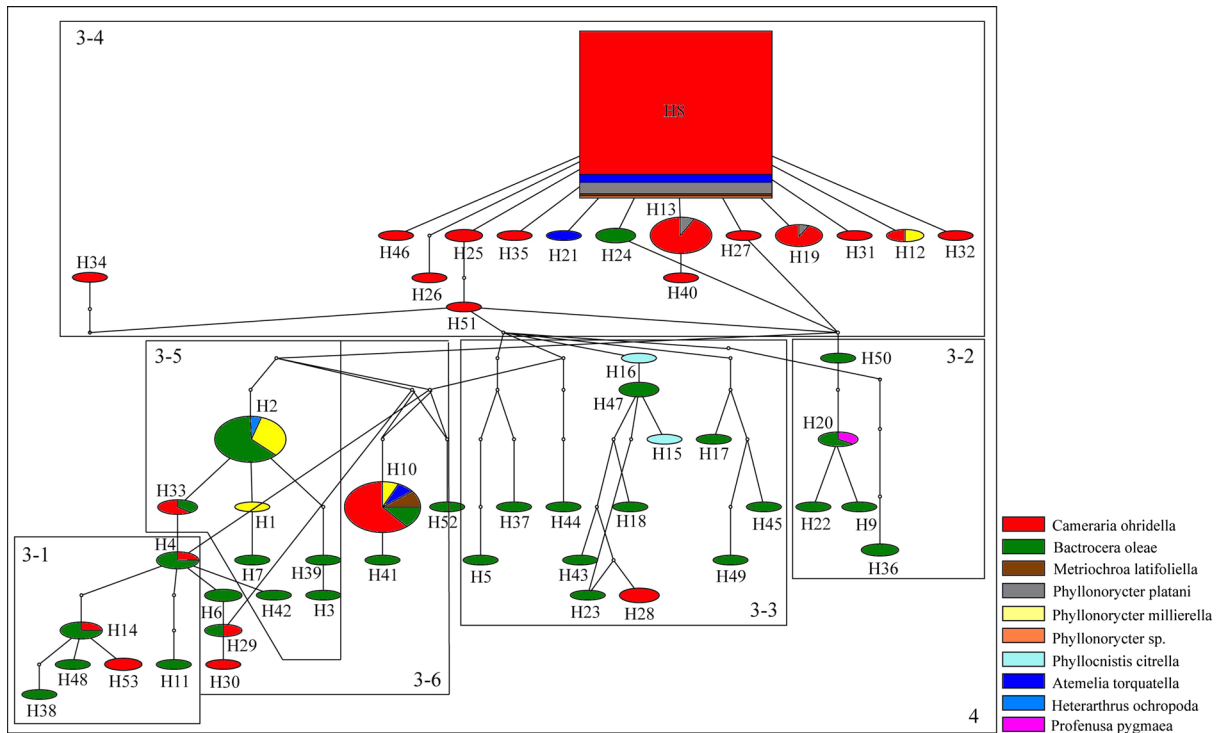 3-4
H8
H13
H46
H25
H35
H21
H24
H27
H19
H31
H12
H32
H34
H26
H40
H51
3-5
3-2
H50
H16
H2
H47
H20
H15
H17
H10
H33
H1
H52
H37
H44
H18
H45
H22
H9
H36
3-1
H4
H7
H39
H41
H5
H43
H49
H6
H42
H3
H23
H28
3-3
H14
H29
H48
H53
H11
H30
3-6
H38
4
Cameraria ohridella
Bactrocera oleae
Metriochroa latifoliella
Phyllonorycter platani
Phyllonorycter millierella
Phyllonorycter sp.
Phyllocnistis citrella
Atemelia torquatella
Heterarthrus ochropoda
Profenusa pygmaea